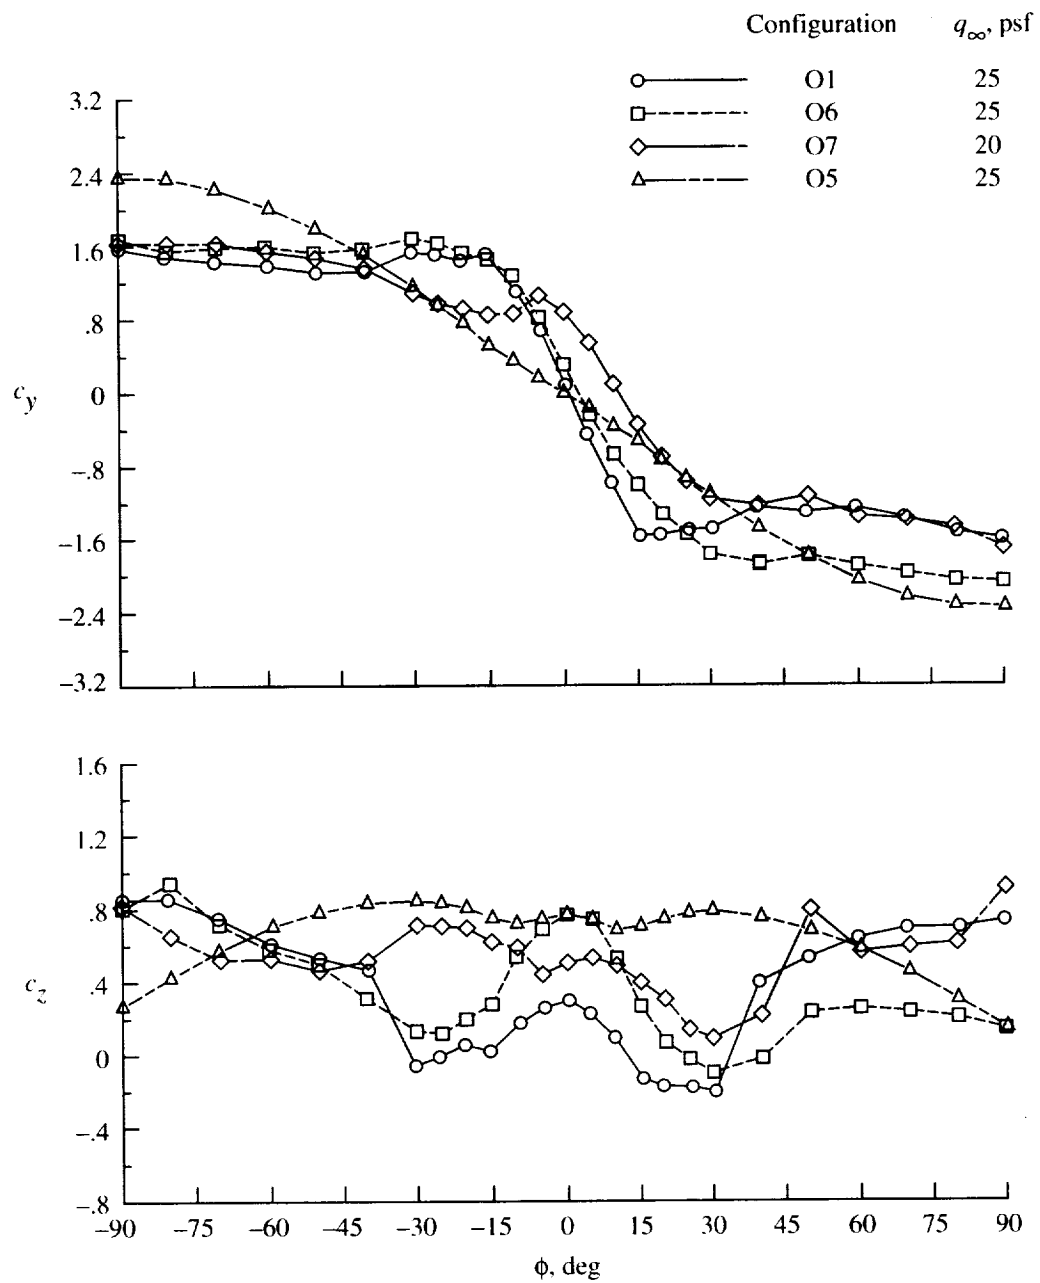 Configuration q∞, psf
O1 25
O6 25
O7 20
O5 25
3.2
2.4
1.6
.8
0
−.8
−1.6
−2.4
−3.2
cy
1.6
1.2
.8
.4
0
−.4
−.8
cz
−90 −75 −60 −45 −30 −15 0 15 30 45 60 75 90
ϕ, deg